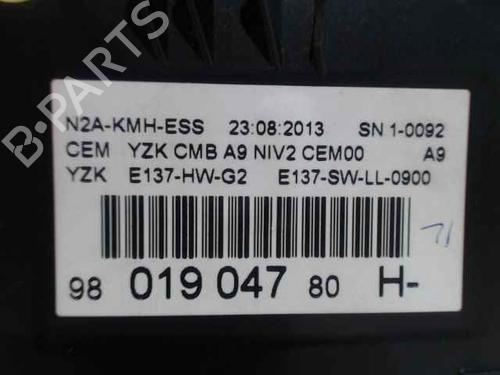 N2A-KMH-ESS 23:08:2013 SN 1-0092
CEM YZK CMB A9 NIV2 CEM00 A9
YZK E137-HW-G2 E137-SW-LL-0900
98 019 047 80 H-